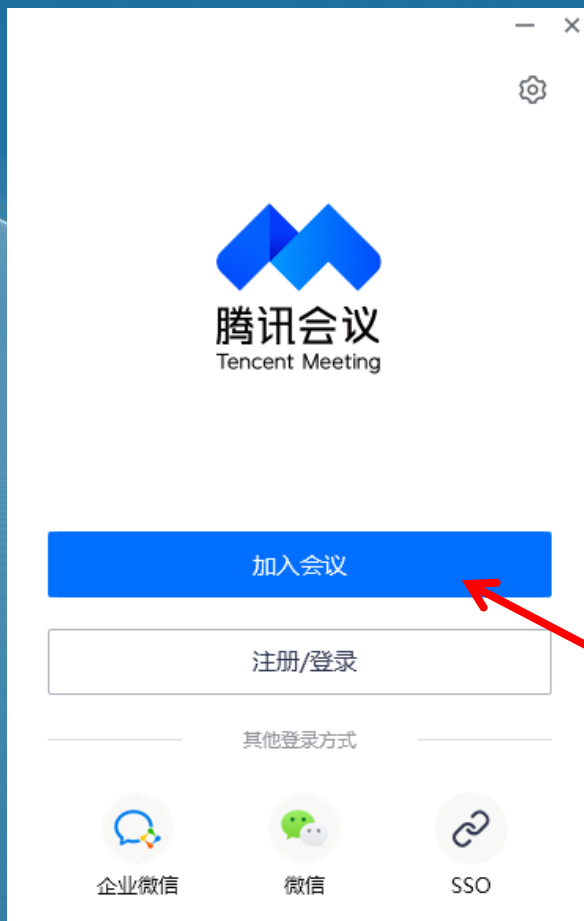 腾讯会议
Tencent Meeting
加入会议
注册/登录
其他登录方式
企业微信
微信
SSO